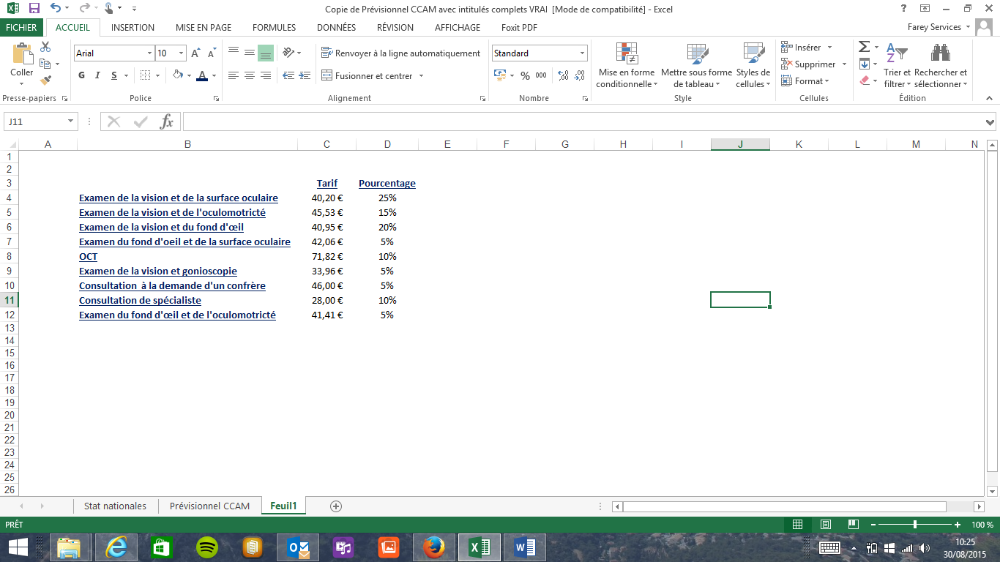 Copie de Prévisionnel CCAM avec intitulés complets VRAI [Mode de compatibilité] - Excel
FICHIER ACCUEIL INSERTION MISE EN PAGE FORMULES DONNÉES RÉVISION AFFICHAGE Foxit PDF Farey Services
Coller
Presse-papiers
Arial 10
G I S
Police
Renvoyer à la ligne automatiquement
Fusionner et centrer
Alignement
Standard
% 000
Nombre
Mise en forme conditionnelle
Mettre sous forme de tableau
Styles de cellules
Style
Insérer
Supprimer
Format
Cellules
Trier et filtrer
Rechercher et sélectionner
Édition
J11 fx
A B C D E F G H I J K L M N
1
2
3 Tarif Pourcentage
4 Examen de la vision et de la surface oculaire 40,20 € 25%
5 Examen de la vision et de l'oculomotricté 45,53 € 15%
6 Examen de la vision et du fond d'œil 40,95 € 20%
7 Examen du fond d'oeil et de la surface oculaire 42,06 € 5%
8 OCT 71,82 € 10%
9 Examen de la vision et gonioscopie 33,96 € 5%
10 Consultation à la demande d'un confrère 46,00 € 5%
11 Consultation de spécialiste 28,00 € 10%
12 Examen du fond d'œil et de l'oculomotricté 41,41 € 5%
13
14
15
16
17
18
19
20
21
22
23
24
25
26
Stat nationales Prévisionnel CCAM Feuil1
PRÊT 100 %
10:25
30/08/2015